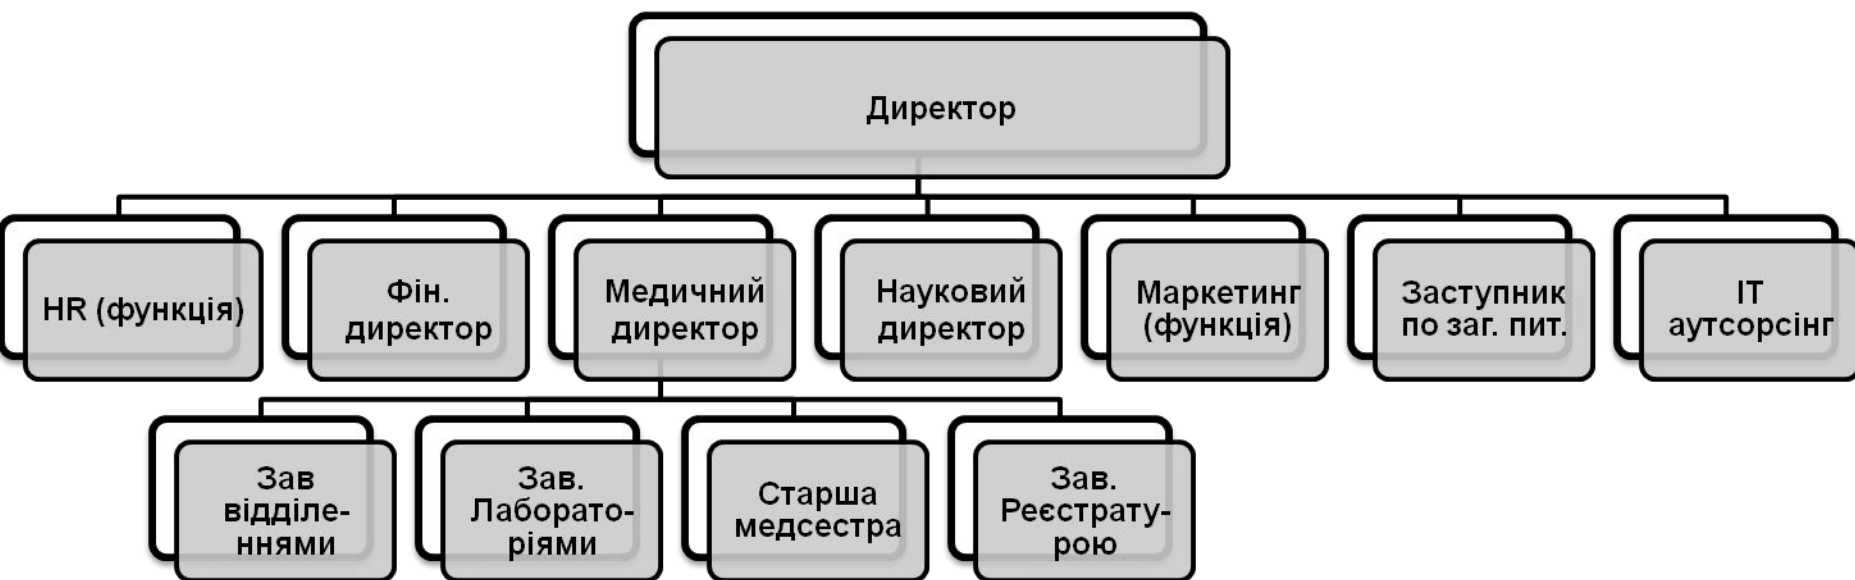 Директор
HR (функція)
Фін.
директор
Медичний
директор
Науковий
директор
Маркетинг
(функція)
Заступник
по заг. пит.
ІТ
аутсорсінг
Зав
відділе-
ннями
Зав.
Лаборато-
ріями
Старша
медсестра
Зав.
Реєстрату-
рою